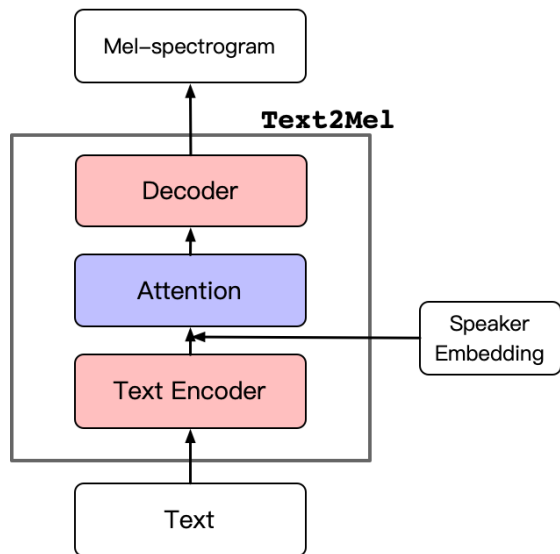 Mel-spectrogram
Text2Mel
Decoder
Attention
Speaker
Embedding
Text Encoder
Text